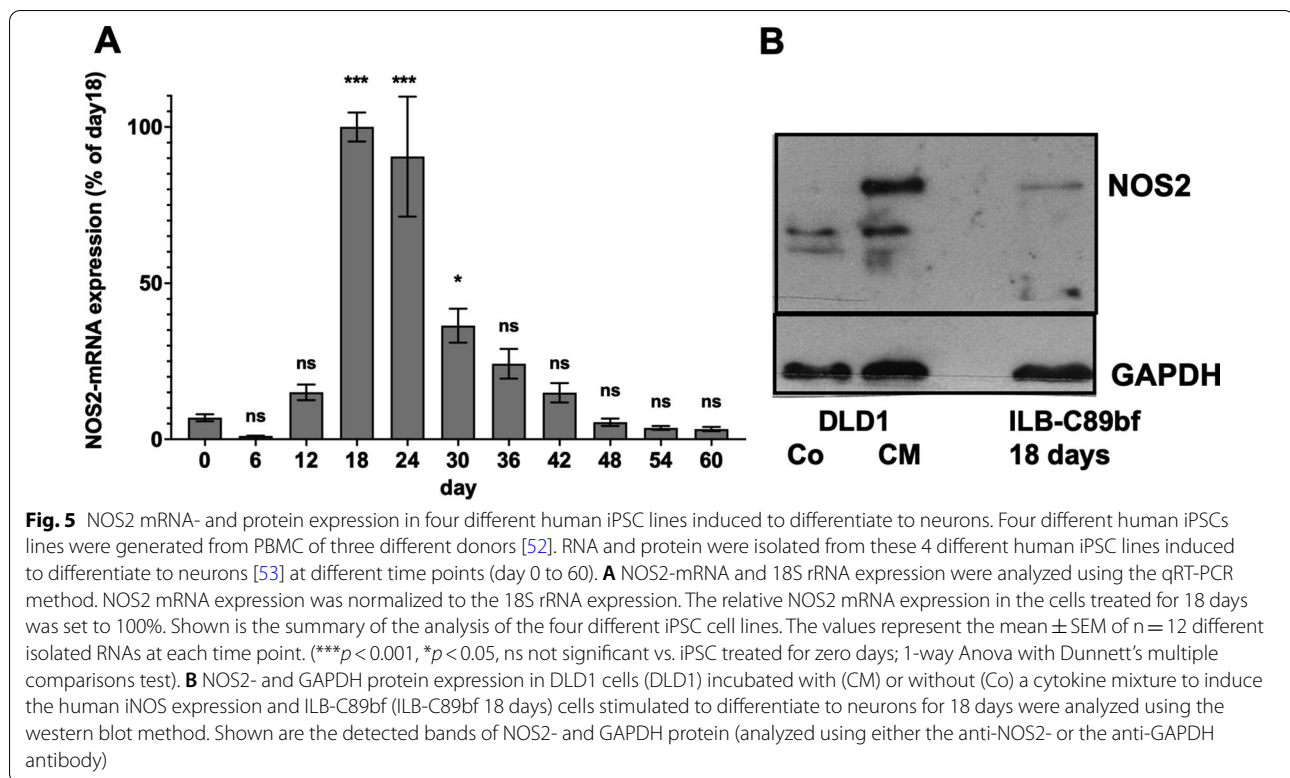 A
B
NOS2-mRNA expression (% of day18)
100
50
0
***
***
*
ns
ns
ns
ns
ns
ns
ns
0 6 12 18 24 30 36 42 48 54 60
day
NOS2
GAPDH
DLD1 ILB-C89bf
Co CM 18 days
Fig. 5 NOS2 mRNA- and protein expression in four different human iPSC lines induced to differentiate to neurons. Four different human iPSCs
lines were generated from PBMC of three different donors [52]. RNA and protein were isolated from these 4 different human iPSC lines induced
to differentiate to neurons [53] at different time points (day 0 to 60). A NOS2-mRNA and 18S rRNA expression were analyzed using the qRT-PCR
method. NOS2 mRNA expression was normalized to the 18S rRNA expression. The relative NOS2 mRNA expression in the cells treated for 18 days
was set to 100%. Shown is the summary of the analysis of the four different iPSC cell lines. The values represent the mean ± SEM of n = 12 different
isolated RNAs at each time point. (***p < 0.001, *p < 0.05, ns not significant vs. iPSC treated for zero days; 1-way Anova with Dunnett's multiple
comparisons test). B NOS2- and GAPDH protein expression in DLD1 cells (DLD1) incubated with (CM) or without (Co) a cytokine mixture to induce
the human iNOS expression and ILB-C89bf (ILB-C89bf 18 days) cells stimulated to differentiate to neurons for 18 days were analyzed using the
western blot method. Shown are the detected bands of NOS2- and GAPDH protein (analyzed using either the anti-NOS2- or the anti-GAPDH
antibody)